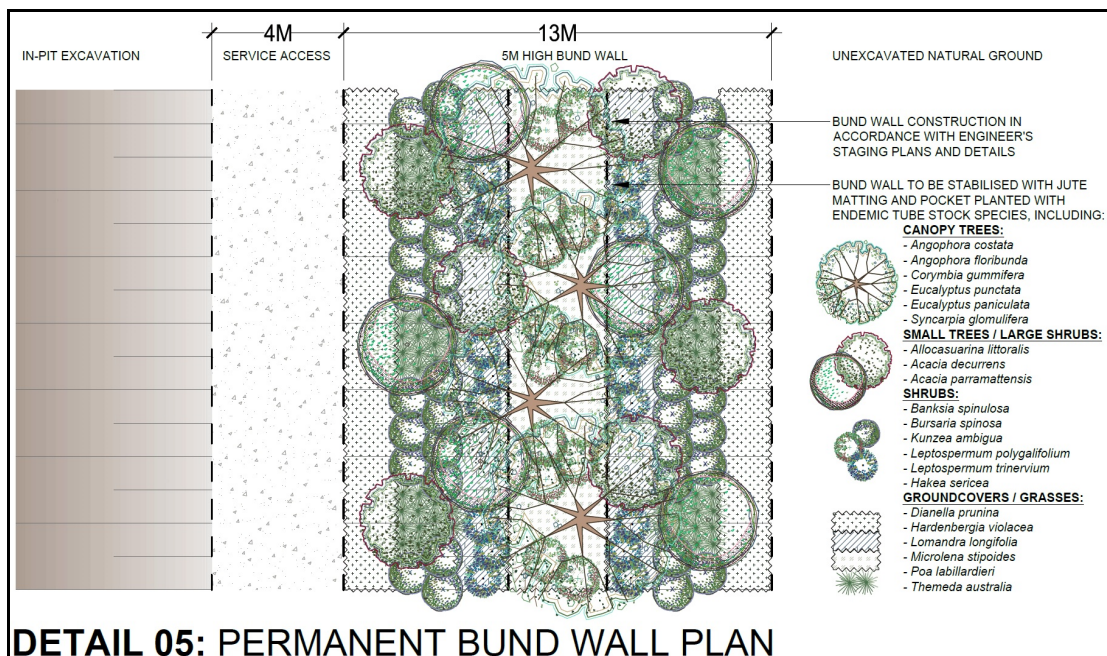 4M
13M
IN-PIT EXCAVATION
SERVICE ACCESS
5M HIGH BUND WALL
UNEXCAVATED NATURAL GROUND
BUND WALL CONSTRUCTION IN
ACCORDANCE WITH ENGINEER'S
STAGING PLANS AND DETAILS
BUND WALL TO BE STABILISED WITH JUTE
MATTING AND POCKET PLANTED WITH
ENDEMIC TUBE STOCK SPECIES, INCLUDING:
CANOPY TREES:
- Angophora costata
- Angophora floribunda
- Corymbia gummifera
- Eucalyptus punctata
- Eucalyptus paniculata
- Syncarpia glomulifera
SMALL TREES / LARGE SHRUBS:
- Allocasuarina littoralis
- Acacia decurrens
- Acacia parramattensis
SHRUBS:
- Banksia spinulosa
- Bursaria spinosa
- Kunzea ambigua
- Leptospermum polygalifolium
- Leptospermum trinervium
- Hakea sericea
GROUNDCOVERS / GRASSES:
- Dianella prunina
- Hardenbergia violacea
- Lomandra longifolia
- Microlena stipoides
- Poa labillardieri
- Themeda australia
DETAIL 05: PERMANENT BUND WALL PLAN